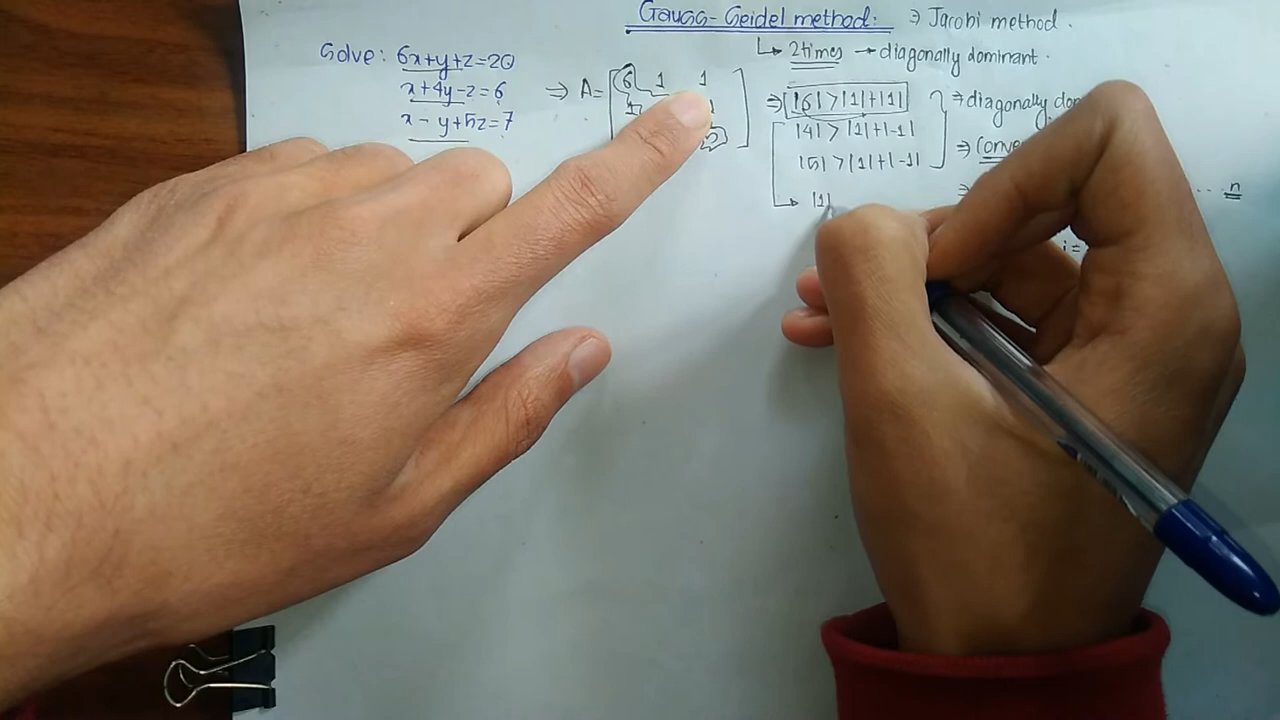 Gauss-Seidel method: ⇒ Jacobi method.
↳ 2times → diagonally dominant.
Solve: 6x+y+z=20
x+4y-z=6
x-y+5z=7
⇒ A= [6 1 1
1
⇒ |6|>|1|+|1|
|4|>|1|+|-1|
|5|>|1|+|-1|
⇒ diagonally
⇒
↳ |1|
⇒ ... n
i=